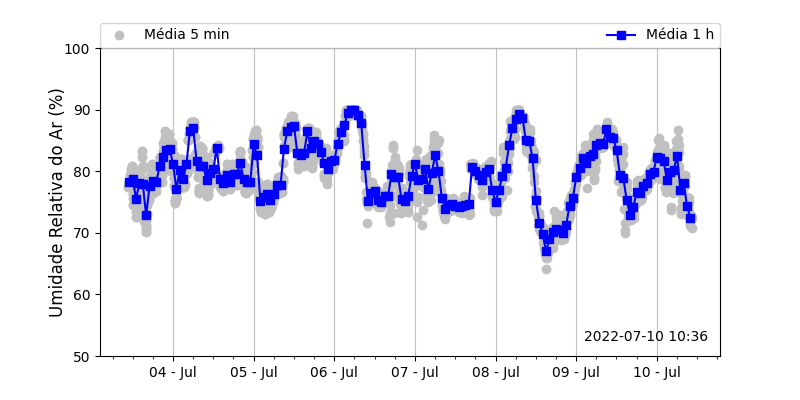 Média 5 min
Média 1 h
Umidade Relativa do Ar (%)
100
90
80
70
60
50
2022-07-10 10:36
04 - Jul
05 - Jul
06 - Jul
07 - Jul
08 - Jul
09 - Jul
10 - Jul